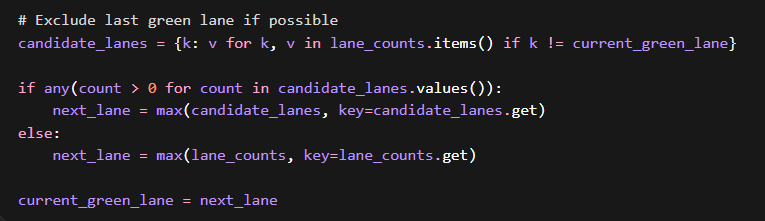 # Exclude last green lane if possible
candidate_lanes = {k: v for k, v in lane_counts.items() if k != current_green_lane}
if any(count > 0 for count in candidate_lanes.values()):
    next_lane = max(candidate_lanes, key=candidate_lanes.get)
else:
    next_lane = max(lane_counts, key=lane_counts.get)
current_green_lane = next_lane